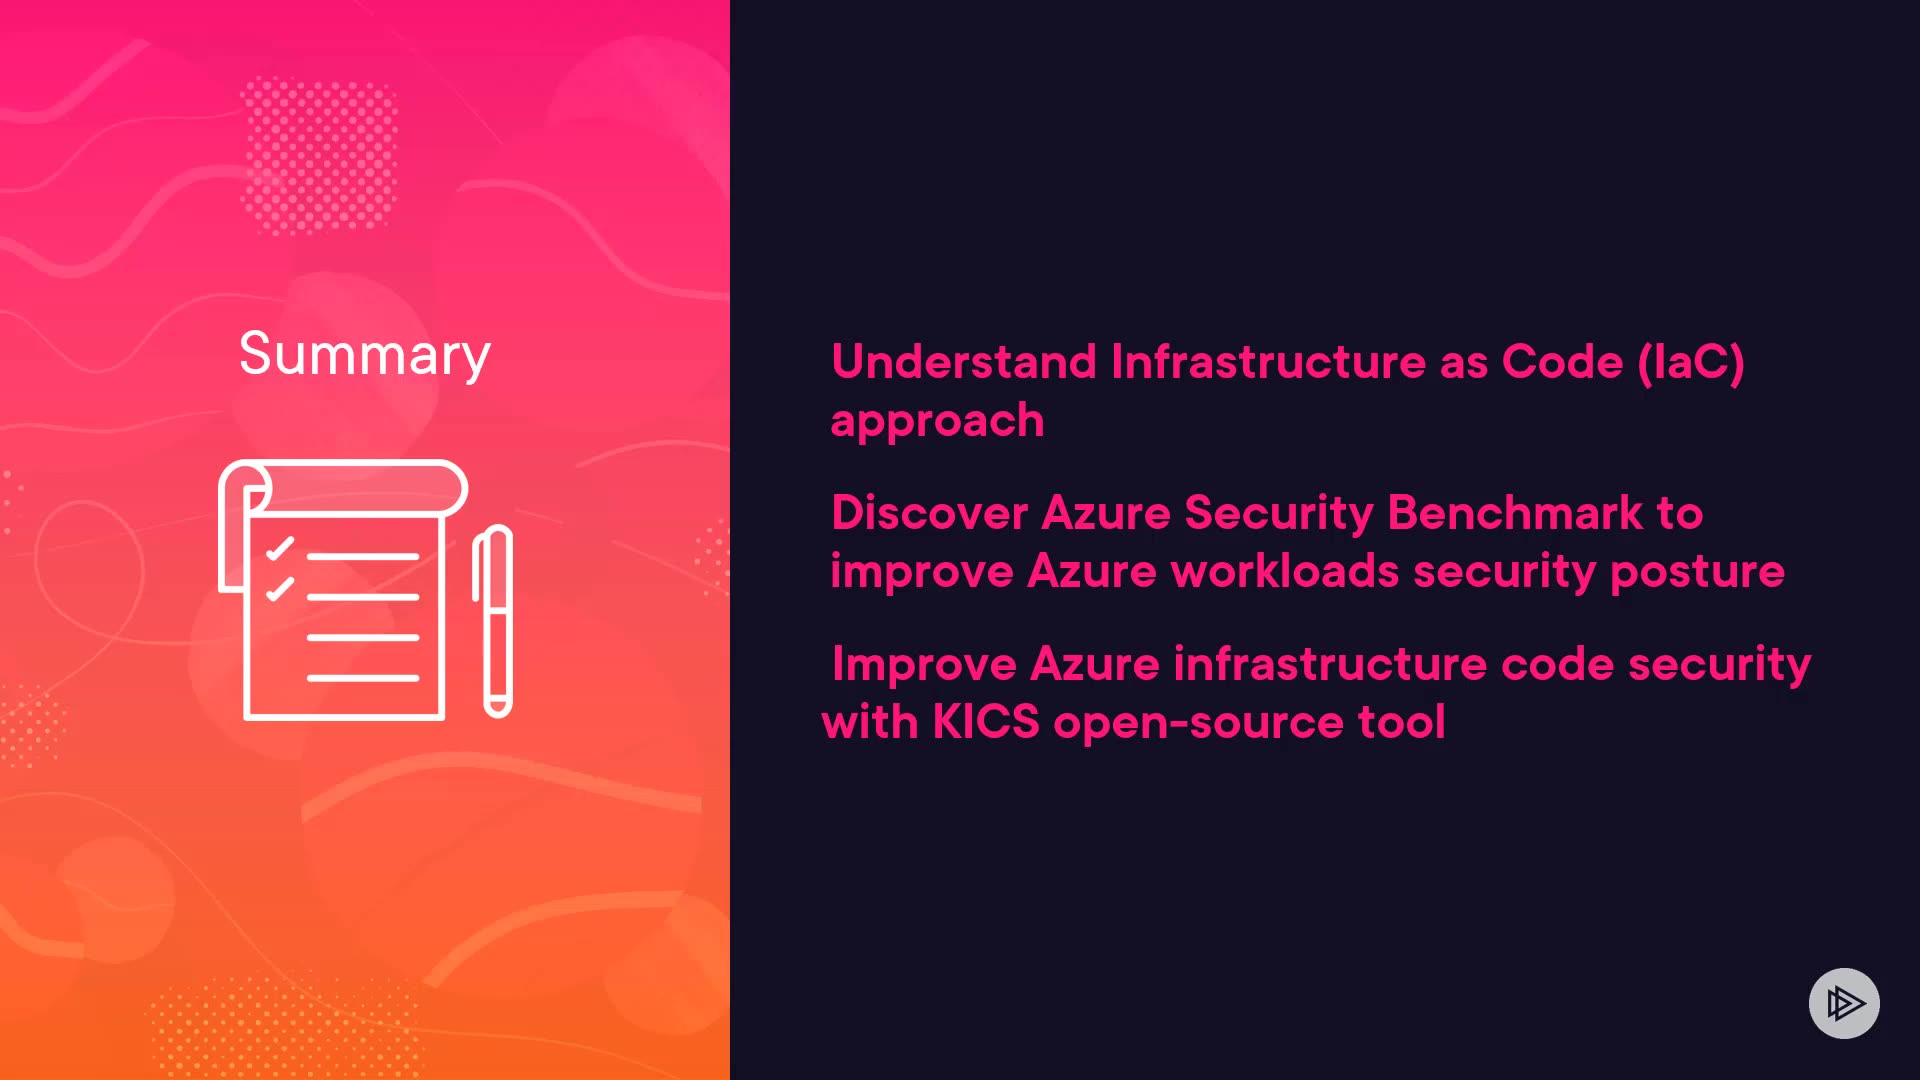 Summary
Understand Infrastructure as Code (IaC)
approach
Discover Azure Security Benchmark to
improve Azure workloads security posture
Improve Azure infrastructure code security
with KICS open-source tool